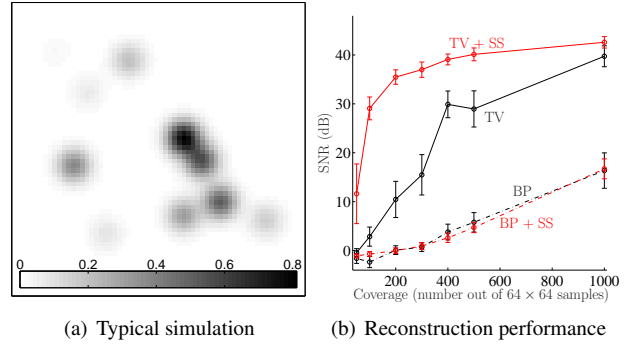 0 0.2 0.4 0.6 0.8
(a) Typical simulation
SNR (dB)
40
30
20
10
0
TV + SS
TV
BP
BP + SS
200 400 600 800 1000
Coverage (number out of 64 × 64 samples)
(b) Reconstruction performance